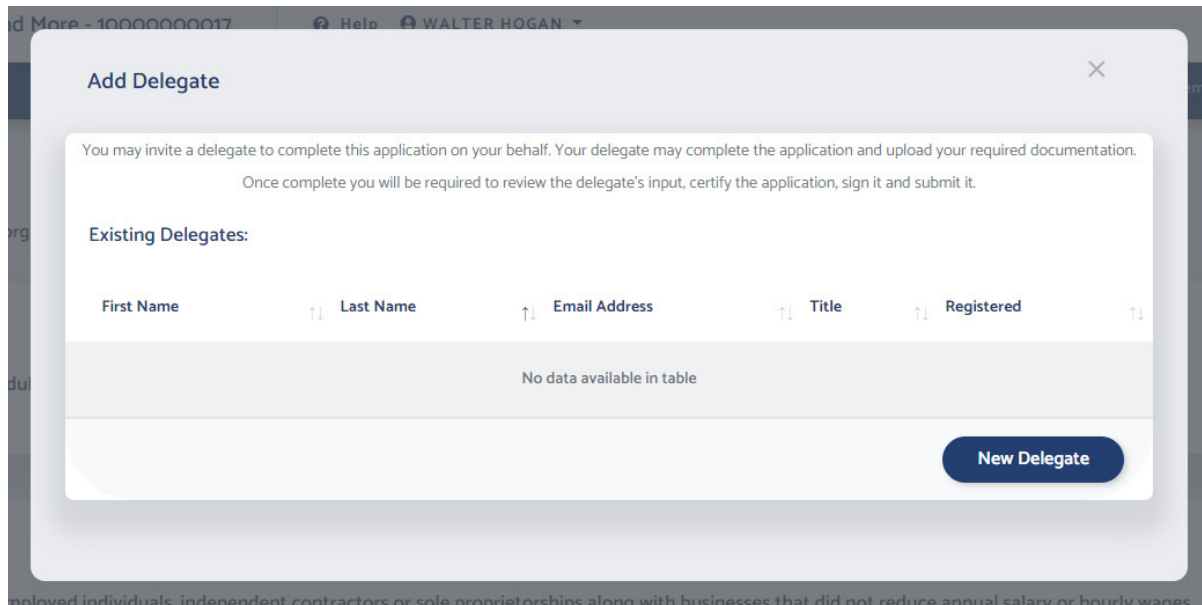 nd More - 10000000017 Help WALTER HOGAN
Add Delegate
You may invite a delegate to complete this application on your behalf. Your delegate may complete the application and upload your required documentation.
Once complete you will be required to review the delegate's input, certify the application, sign it and submit it.
Existing Delegates:
First Name Last Name Email Address Title Registered
No data available in table
New Delegate
mployed individuals, independent contractors or sole proprietorships along with businesses that did not reduce annual salary or hourly wages